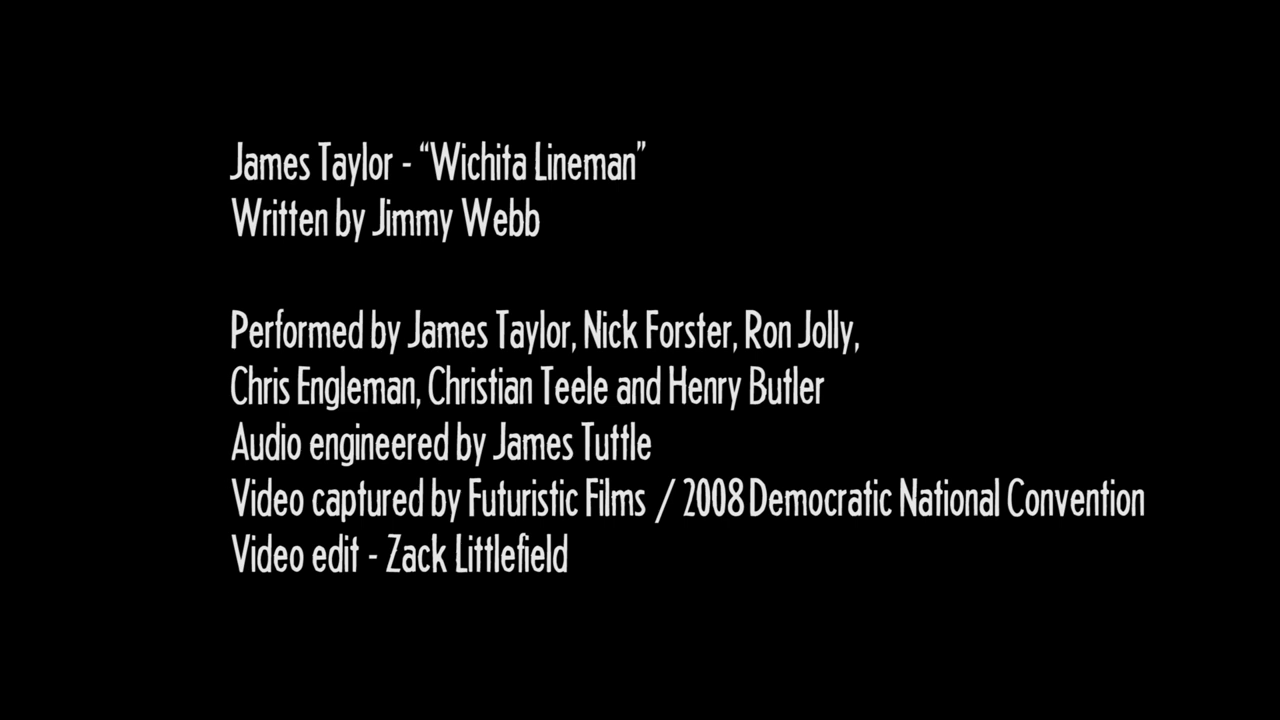 James Taylor - “Wichita Lineman”
Written by Jimmy Webb
Performed by James Taylor, Nick Forster, Ron Jolly,
Chris Engleman, Christian Teele and Henry Butler
Audio engineered by James Tuttle
Video captured by Futuristic Films / 2008 Democratic National Convention
Video edit - Zack Littlefield